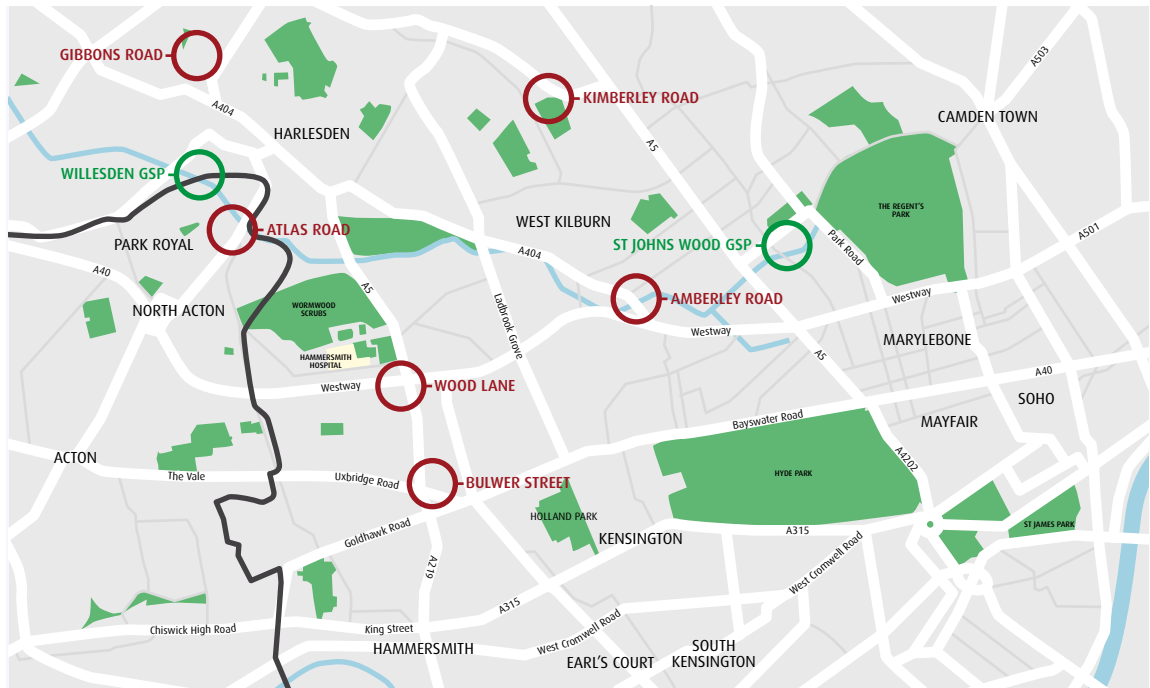 GIBBONS ROAD
A503
KIMBERLEY ROAD
A404
CAMDEN TOWN
HARLESDEN
A5
WILLESDEN GSP
THE REGENT'S
PARK
WEST KILBURN
ATLAS ROAD
A501
PARK ROYAL
ST JOHNS WOOD GSP
Park Road
A404
A40
A5
Westway
AMBERLEY ROAD
WORMWOOD
SCRUBS
NORTH ACTON
Ladbrook Grove
Westway
MARYLEBONE
HAMMERSMITH
HOSPITAL
A5
A40
Westway
WOOD LANE
SOHO
Bayswater Road
MAYFAIR
ACTON
A4202
The Vale
Uxbridge Road
HYDE PARK
BULWER STREET
HOLLAND PARK
ST JAMES PARK
Goldhawk Road
A315
KENSINGTON
A219
West Cromwell Road
A315
Chiswick High Road
King Street
West Cromwell Road
HAMMERSMITH
SOUTH
KENSINGTON
EARL'S COURT